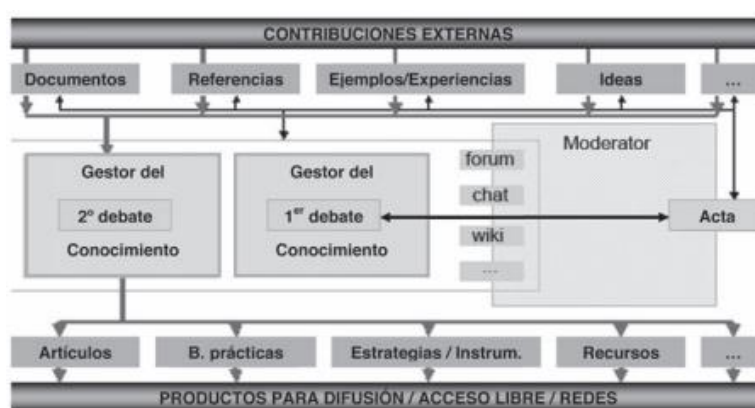 CONTRIBUCIONES EXTERNAS
Documentos
Referencias
Ejemplos/Experiencias
Ideas
...
Gestor del
2º debate
Conocimiento
Gestor del
1er debate
Conocimiento
forum
chat
wiki
...
Moderator
Acta
Artículos
B. prácticas
Estrategias / Instrum.
Recursos
...
PRODUCTOS PARA DIFUSIÓN / ACCESO LIBRE / REDES